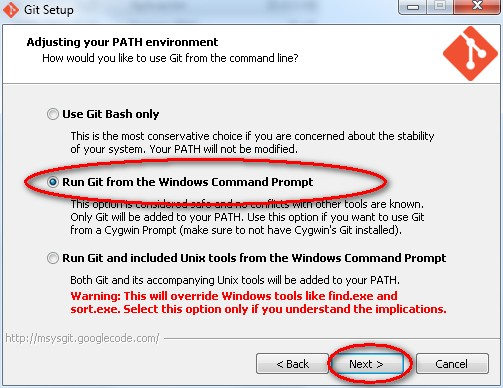 Git Setup
Adjusting your PATH environment
How would you like to use Git from the command line?
Use Git Bash only
This is the most conservative choice if you are concerned about the stability
of your system. Your PATH will not be modified.
Run Git from the Windows Command Prompt
This option is considered safe and no conflicts with other tools are known.
Only Git will be added to your PATH. Use this option if you want to use Git
from a Cygwin Prompt (make sure to not have Cygwin's Git installed).
Run Git and included Unix tools from the Windows Command Prompt
Both Git and its accompanying Unix tools will be added to your PATH.
Warning: This will override Windows tools like find.exe and
sort.exe. Select this option only if you understand the implications.
http://msysgit.googlecode.com/
< Back
Next >
Cancel